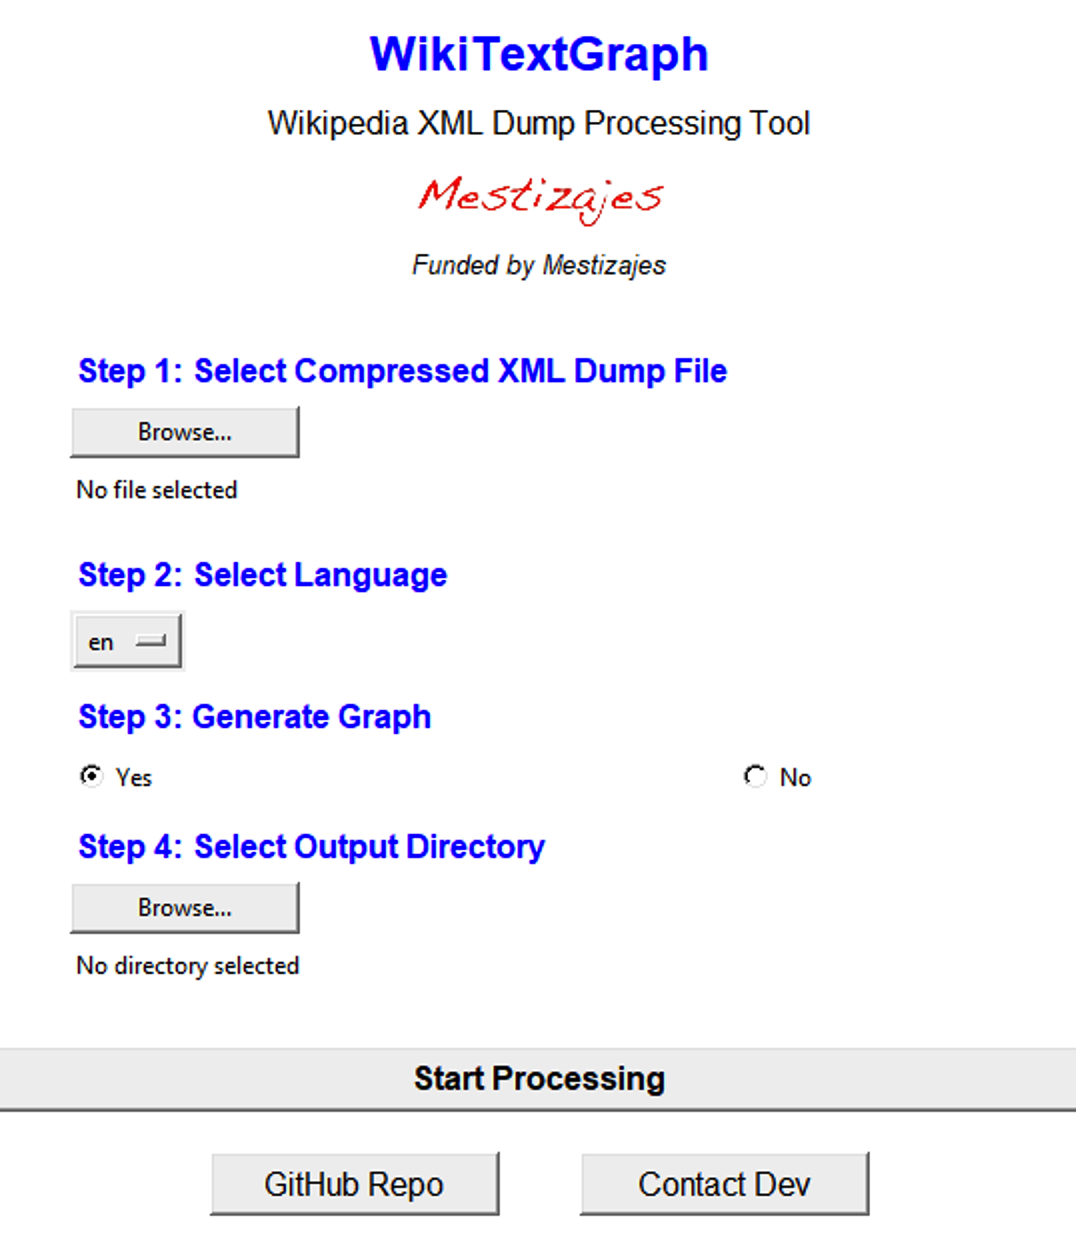 WikiTextGraph
Wikipedia XML Dump Processing Tool
Mestizajes
Funded by Mestizajes
Step 1: Select Compressed XML Dump File
Browse...
No file selected
Step 2: Select Language
en
Step 3: Generate Graph
Yes No
Step 4: Select Output Directory
Browse...
No directory selected
Start Processing
GitHub Repo Contact Dev